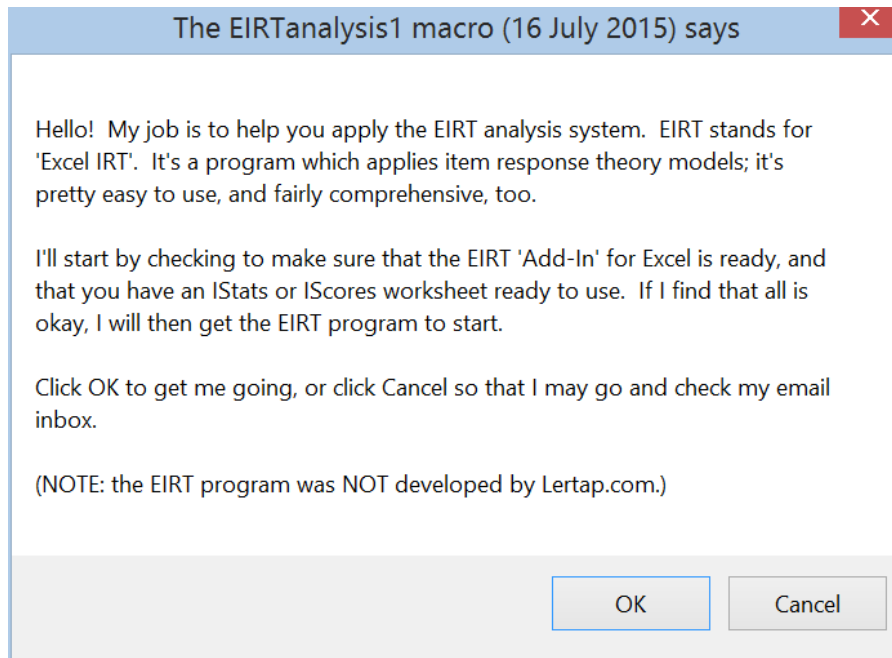 The EIRTanalysis1 macro (16 July 2015) says
Hello!  My job is to help you apply the EIRT analysis system.  EIRT stands for
'Excel IRT'.  It's a program which applies item response theory models; it's
pretty easy to use, and fairly comprehensive, too.
I'll start by checking to make sure that the EIRT 'Add-In' for Excel is ready, and
that you have an IStats or IScores worksheet ready to use.  If I find that all is
okay, I will then get the EIRT program to start.
Click OK to get me going, or click Cancel so that I may go and check my email
inbox.
(NOTE: the EIRT program was NOT developed by Lertap.com.)
OK
Cancel